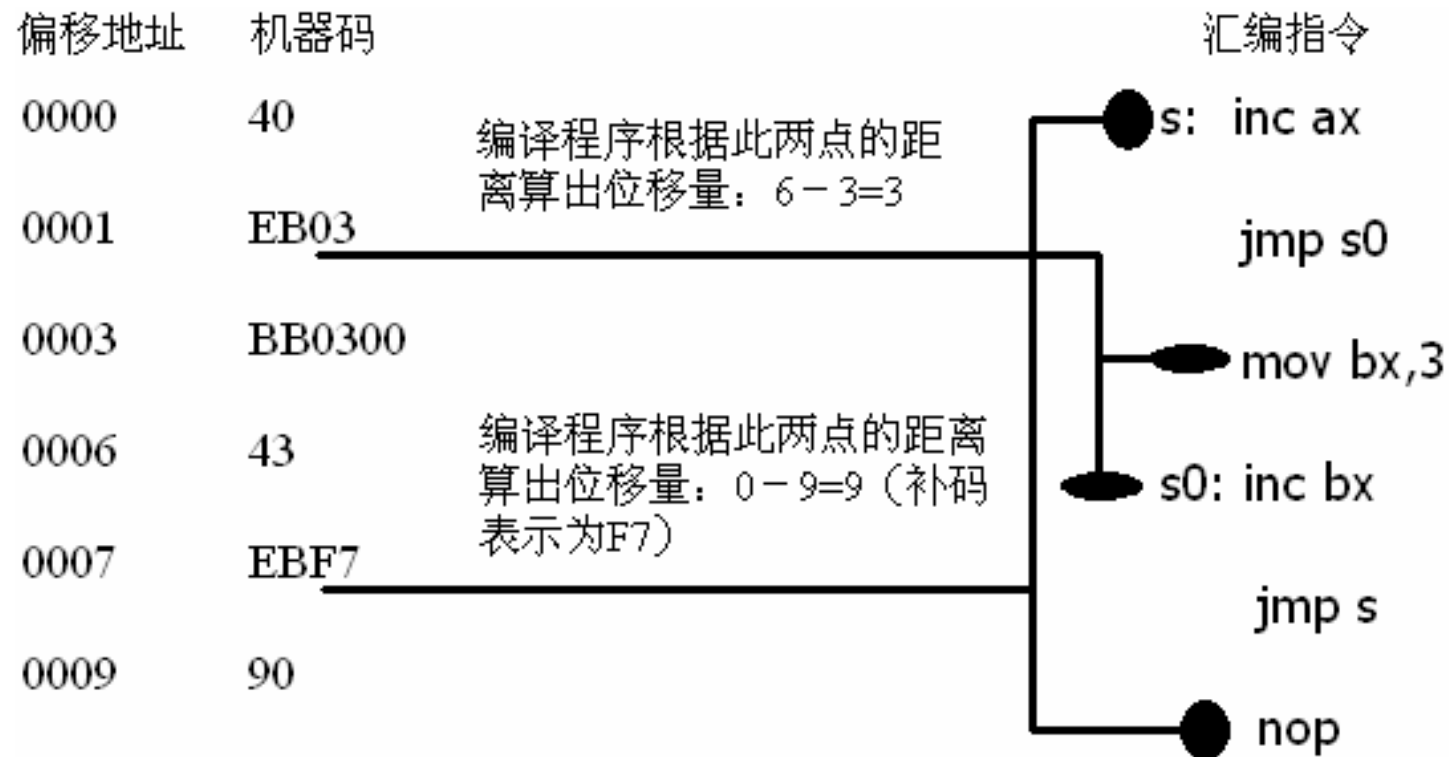 偏移地址 机器码 汇编指令
0000 40 s: inc ax
编译程序根据此两点的距
离算出位移量：6－3=3
0001 EB03 jmp s0
0003 BB0300 mov bx,3
编译程序根据此两点的距离
算出位移量：0－9=9（补码
表示为F7）
0006 43 s0: inc bx
0007 EBF7 jmp s
0009 90 nop